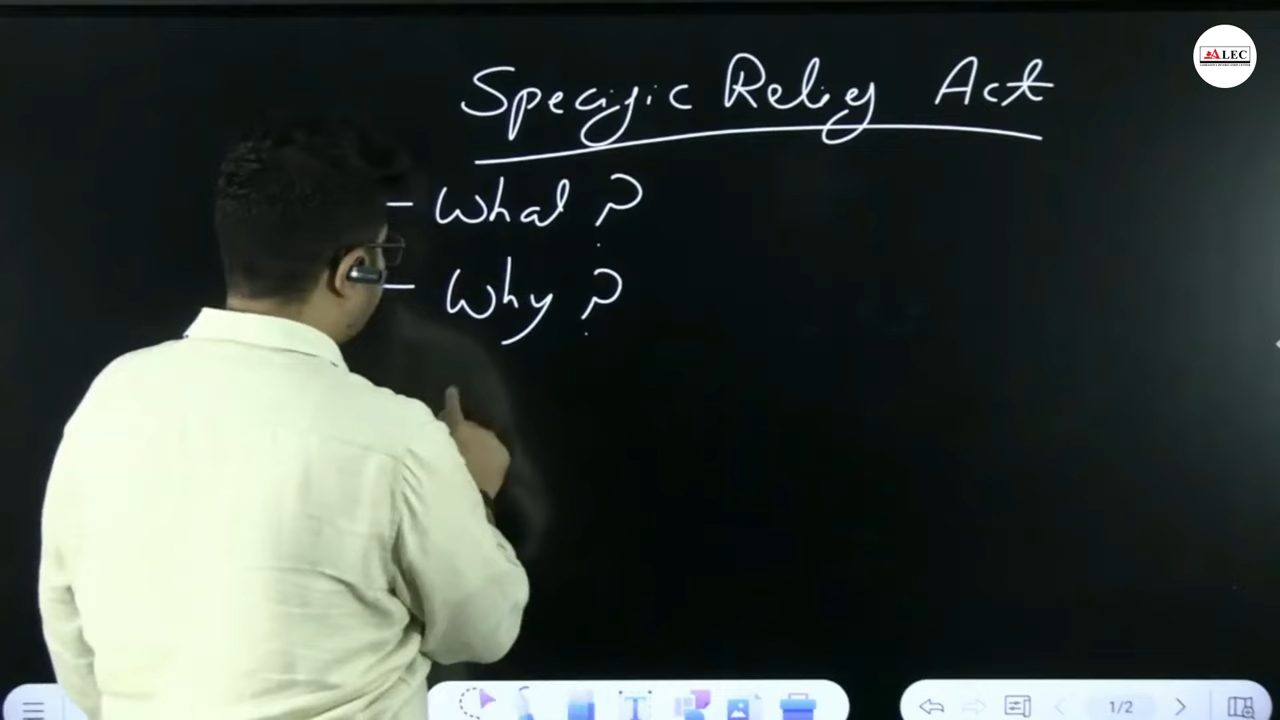 Specific Relief Act
- What?
- Why?
ALEC
T
1/2